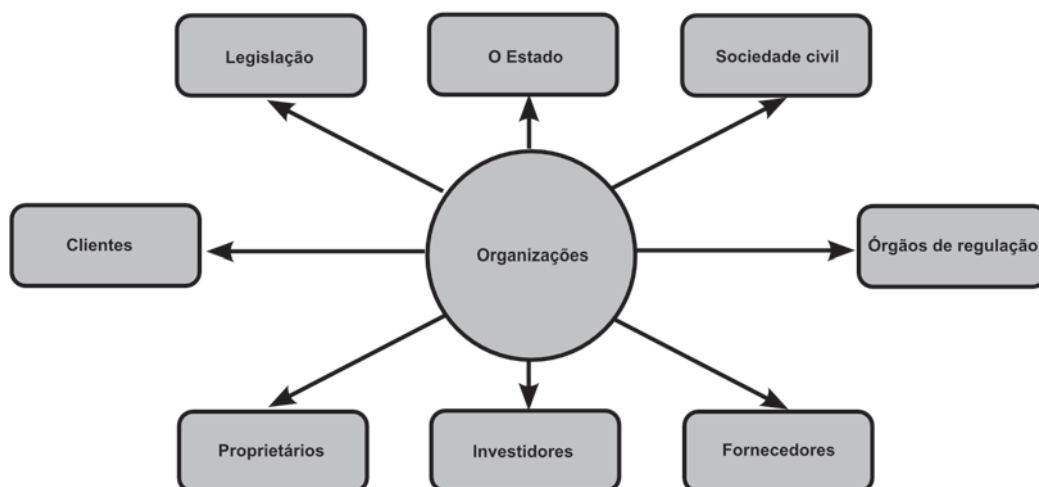 Legislação
O Estado
Sociedade civil
Clientes
Organizações
Órgãos de regulação
Proprietários
Investidores
Fornecedores